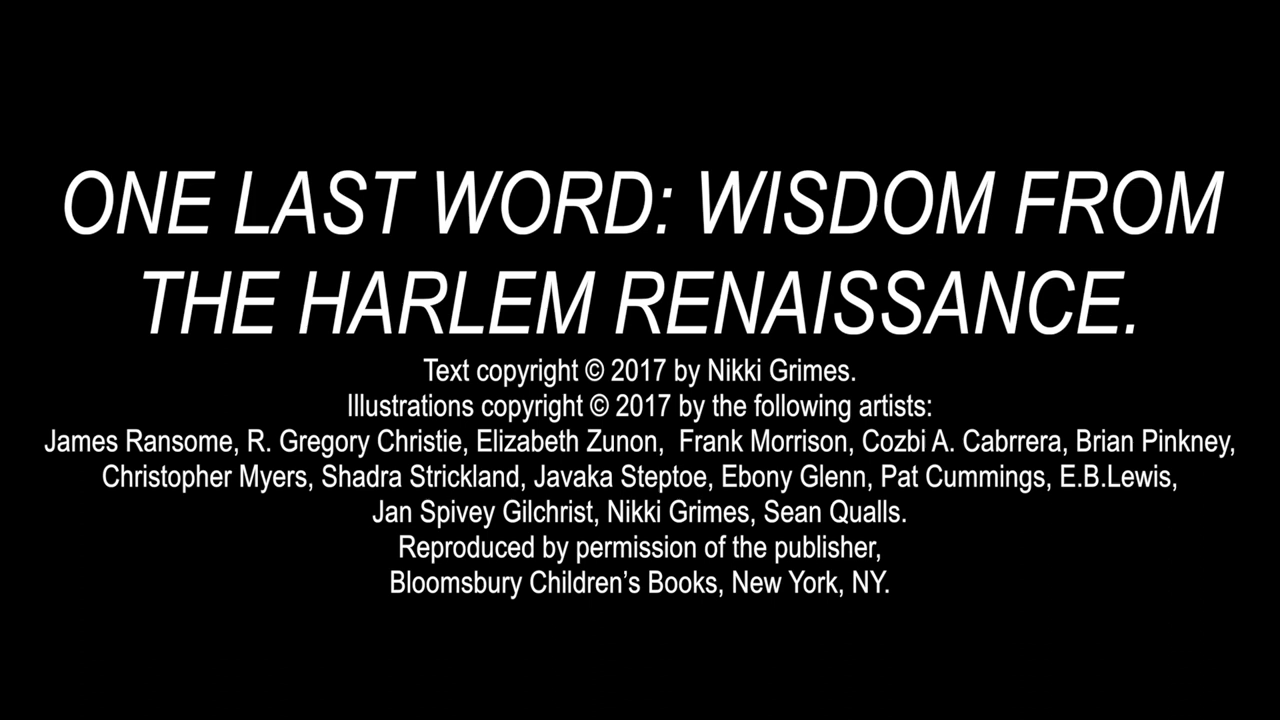 ONE LAST WORD: WISDOM FROM
THE HARLEM RENAISSANCE.
Text copyright © 2017 by Nikki Grimes.
Illustrations copyright © 2017 by the following artists:
James Ransome, R. Gregory Christie, Elizabeth Zunon,  Frank Morrison, Cozbi A. Cabrrera, Brian Pinkney,
Christopher Myers, Shadra Strickland, Javaka Steptoe, Ebony Glenn, Pat Cummings, E.B.Lewis,
Jan Spivey Gilchrist, Nikki Grimes, Sean Qualls.
Reproduced by permission of the publisher,
Bloomsbury Children’s Books, New York, NY.